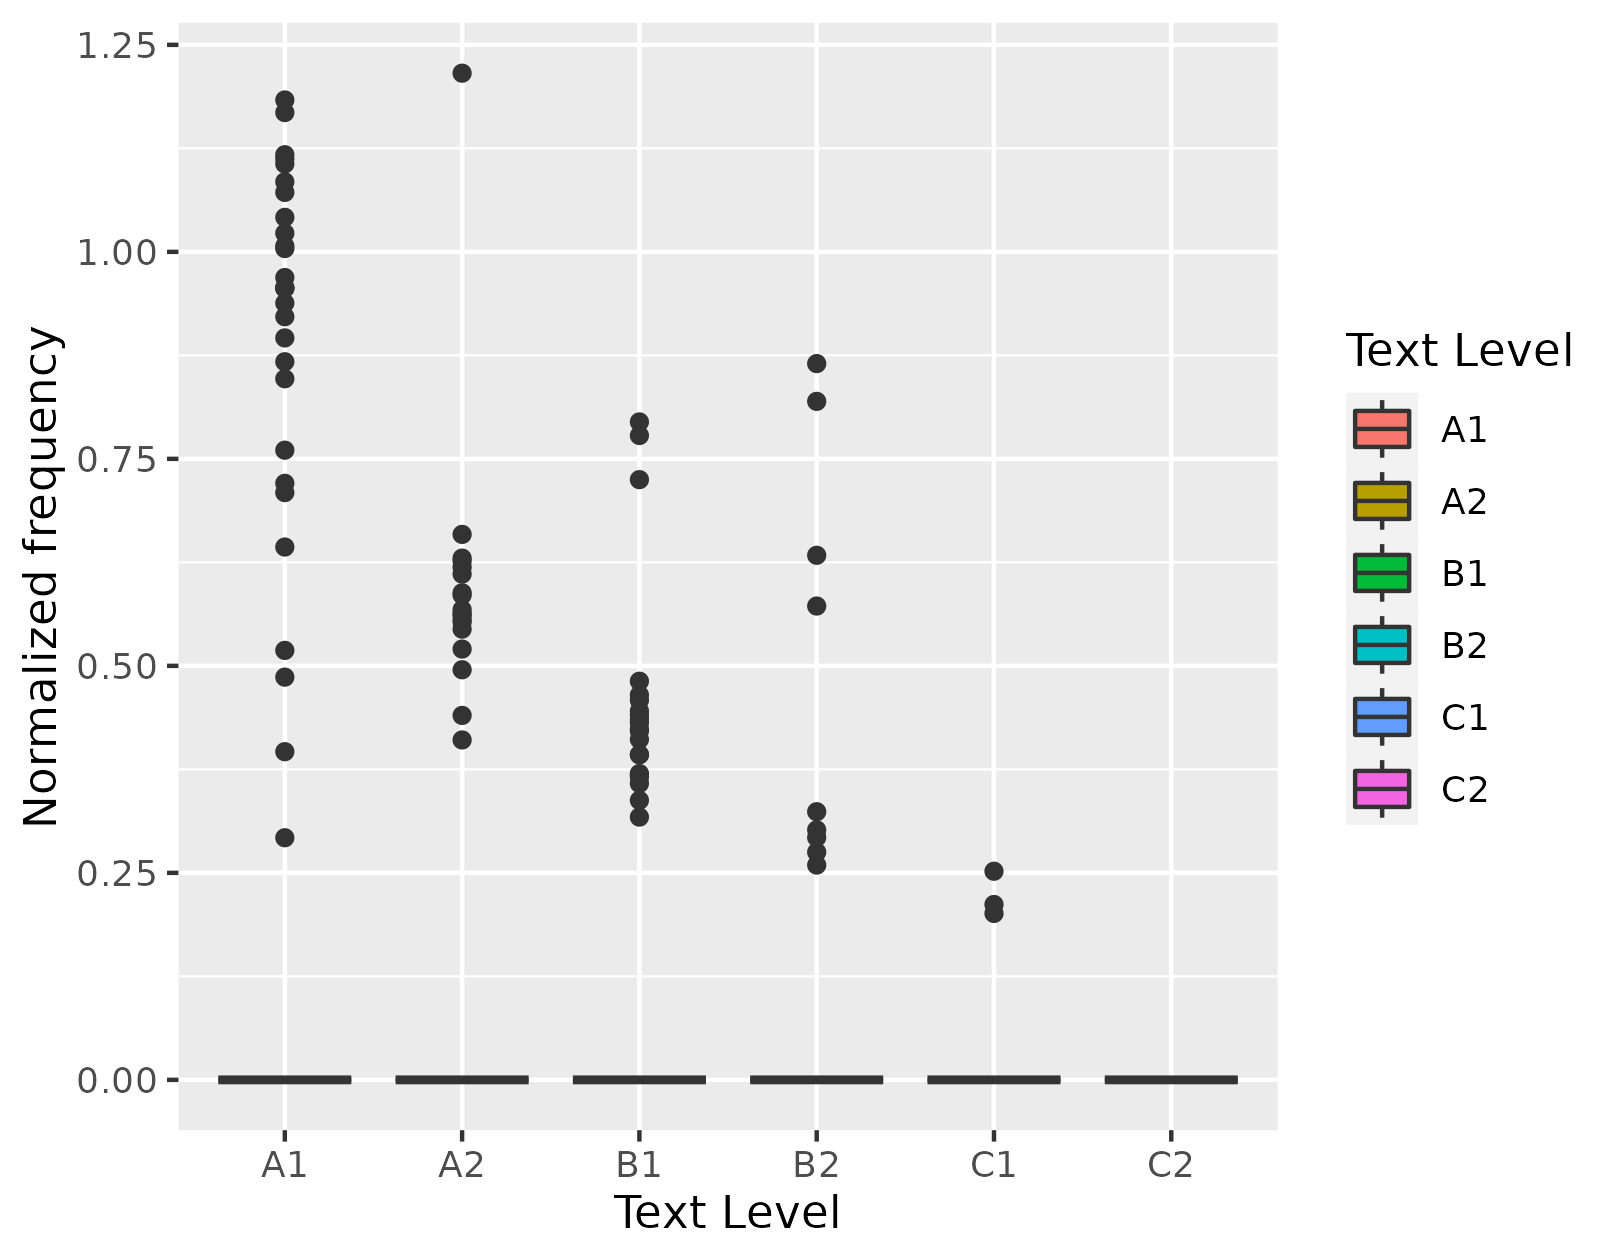 Normalized frequency
1.25
1.00
0.75
0.50
0.25
0.00
A1 A2 B1 B2 C1 C2
Text Level
Text Level
A1
A2
B1
B2
C1
C2